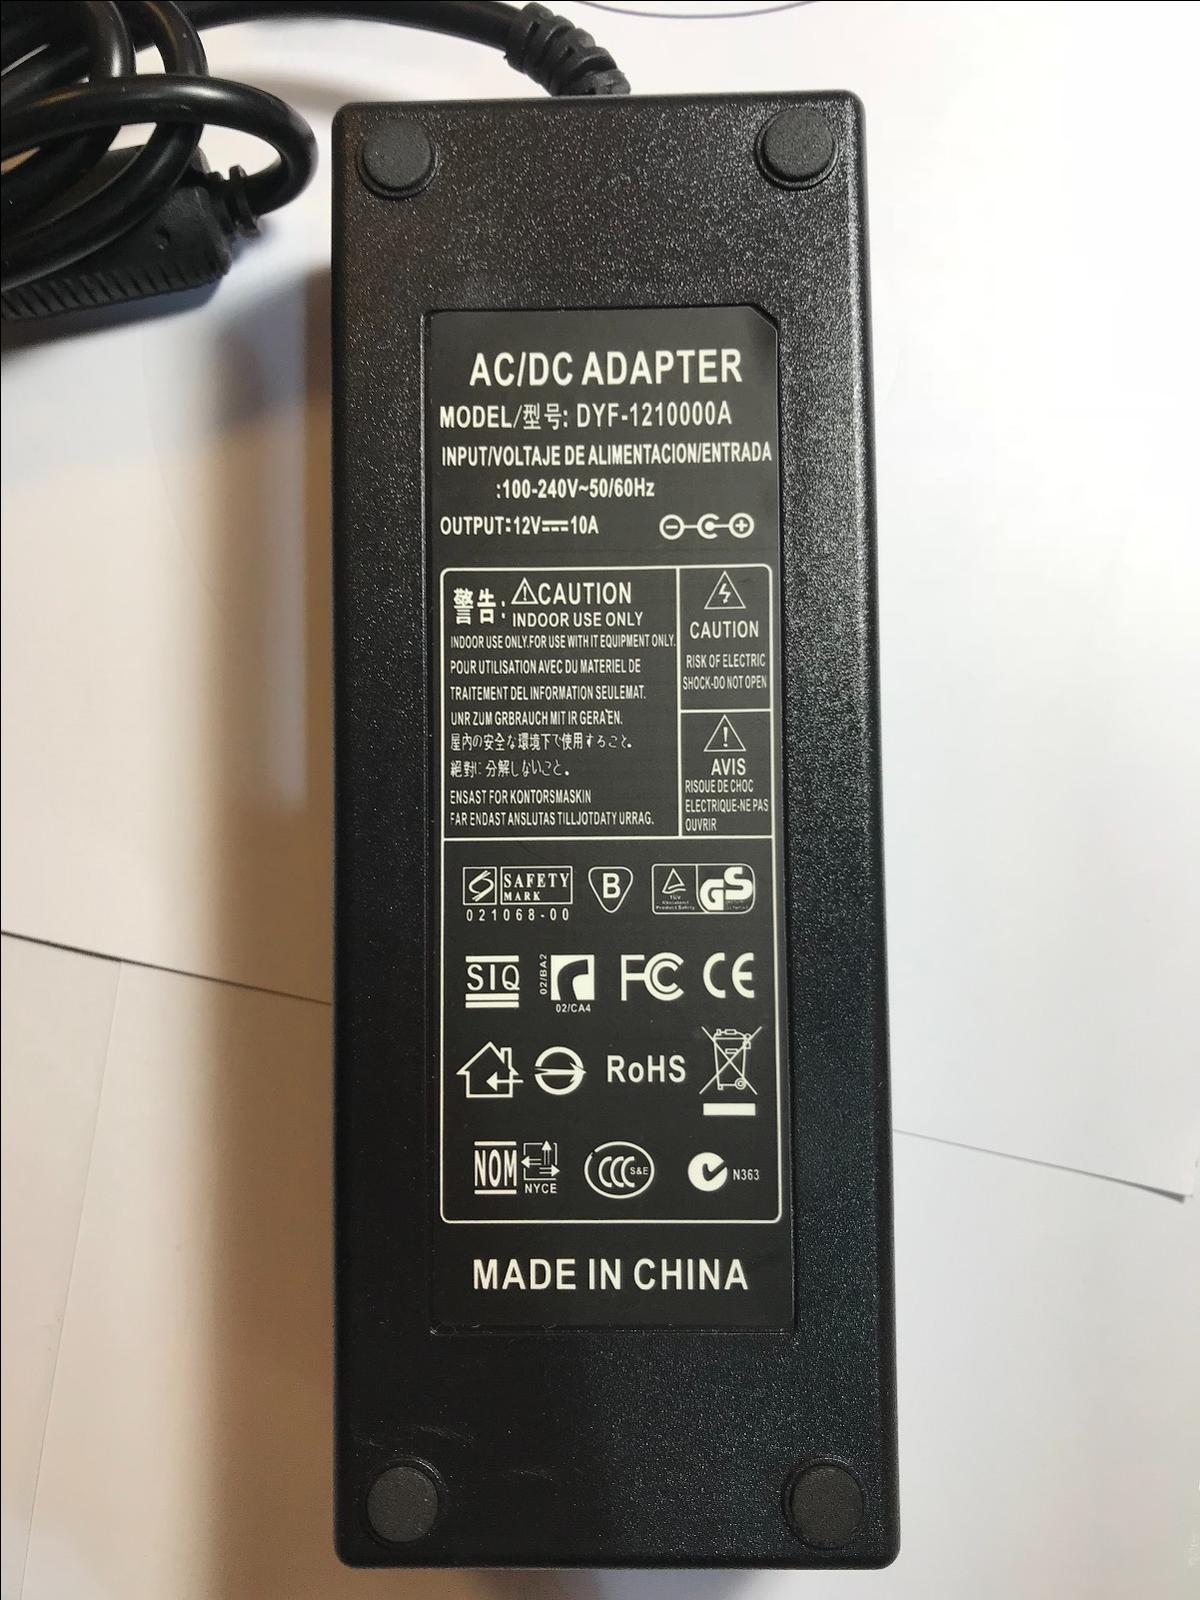 AC/DC ADAPTER
MODEL/型号: DYF-1210000A
INPUT/VOLTAJE DE ALIMENTACION/ENTRADA
:100-240V~50/60Hz
OUTPUT:12V⎓10A
警告: CAUTION
INDOOR USE ONLY
INDOOR USE ONLY.FOR USE WITH IT EQUIPMENT ONLY.
POUR UTILISATION AVEC DU MATERIEL DE
TRAITEMENT DEL INFORMATION SEULEMAT.
UNR ZUM GRBRAUCH MIT IR GERA'EN.
屋内の安全な環境下で使用すること。
絕對に分解しないこと。
ENSAST FOR KONTORSMASKIN
FAR ENDAST ANSLUTAS TILLJOTDATY URRAG.
CAUTION
RISK OF ELECTRIC
SHOCK-DO NOT OPEN
AVIS
RISOUE DE CHOC
ELECTRIQUE-NE PAS
OUVRIR
SAFETY
MARK
021068-00
B
TUV
Product Safety
GS
SIQ
02/BA2
02/CA4
FC CE
RoHS
NOM
NYCE
CCC S&E
N363
MADE IN CHINA